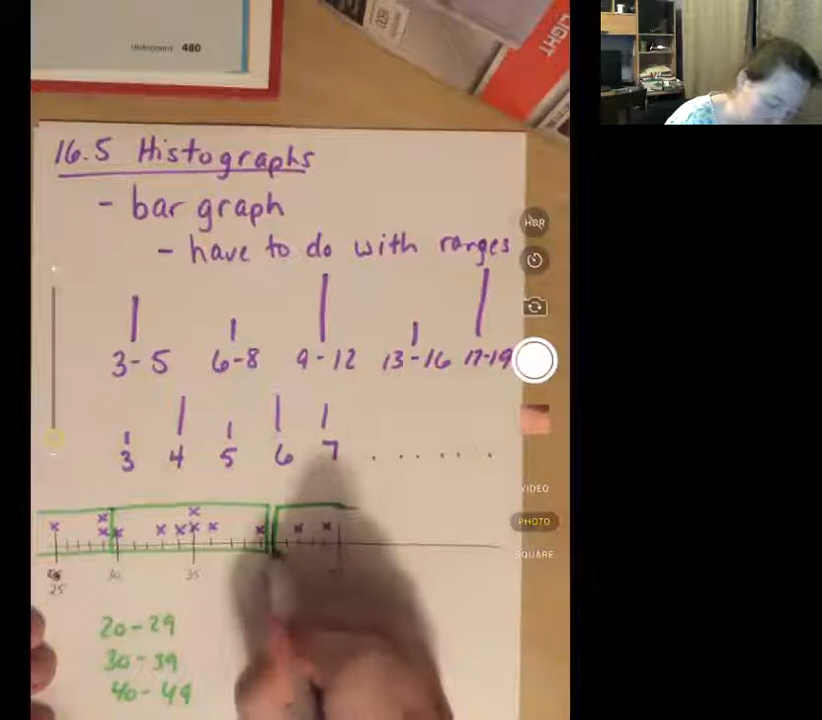 480
LIGHT
16.5 Histographs
- bar graph
- have to do with ranges
HDR
3-5 6-8 9-12 13-16 17-19
3 4 5 6 7 . . . . . . .
30 35
25
20-29
30-39
40-49
VIDEO
PHOTO
SQUARE